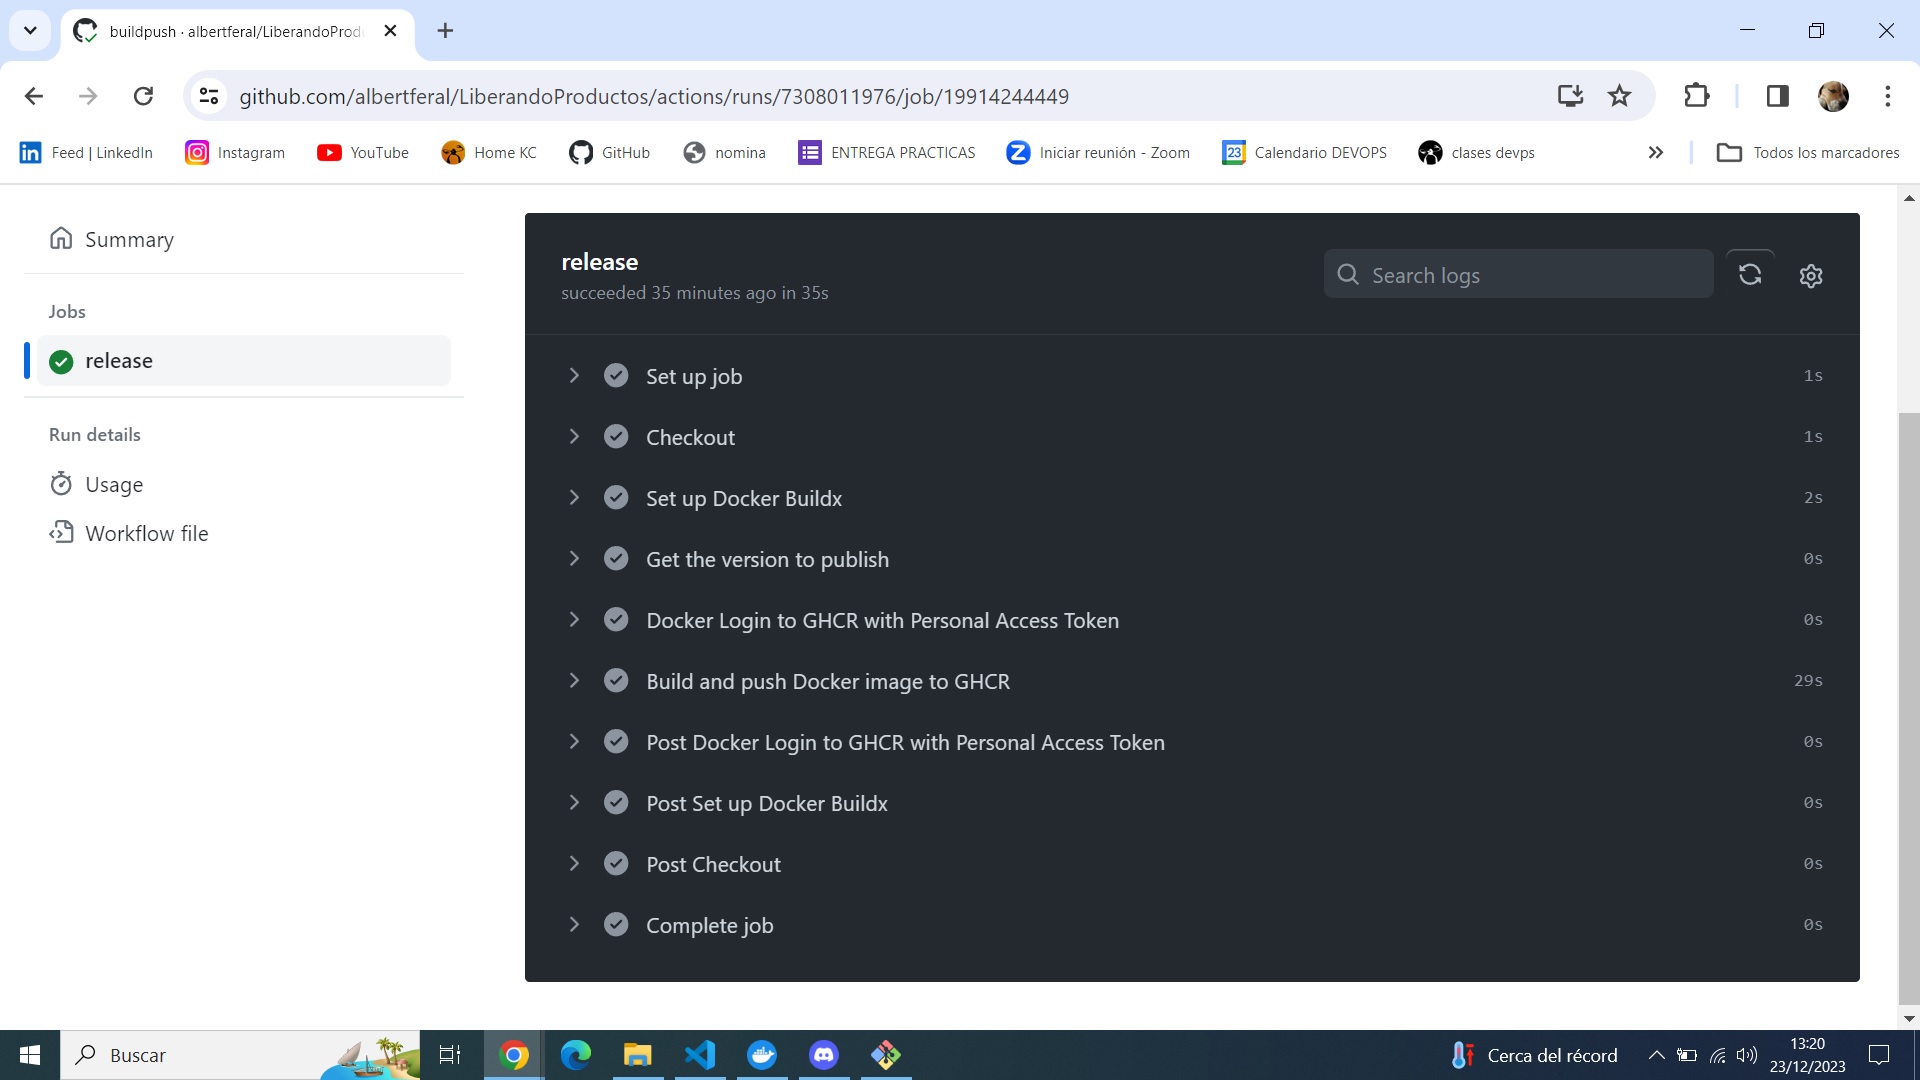 buildpush · albertferal/LiberandoProd
github.com/albertferal/LiberandoProductos/actions/runs/7308011976/job/19914244449
Feed | LinkedIn
Instagram
YouTube
Home KC
GitHub
nomina
ENTREGA PRACTICAS
Iniciar reunión - Zoom
23
Calendario DEVOPS
clases devps
Todos los marcadores
Summary
Jobs
release
Run details
Usage
Workflow file
release
succeeded 35 minutes ago in 35s
Search logs
Set up job 1s
Checkout 1s
Set up Docker Buildx 2s
Get the version to publish 0s
Docker Login to GHCR with Personal Access Token 0s
Build and push Docker image to GHCR 29s
Post Docker Login to GHCR with Personal Access Token 0s
Post Set up Docker Buildx 0s
Post Checkout 0s
Complete job 0s
Buscar
Cerca del récord
13:20
23/12/2023